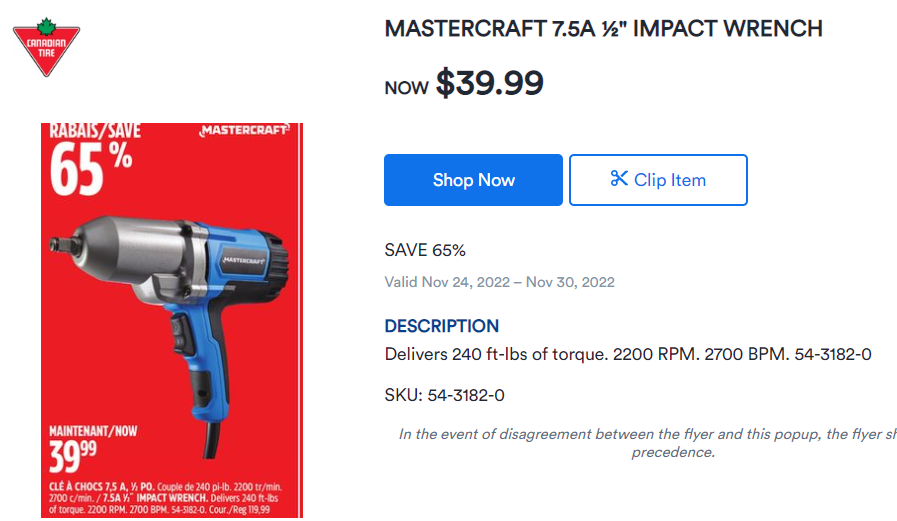 CANADIAN
TIRE
MASTERCRAFT 7.5A ½" IMPACT WRENCH
NOW $39.99
RABAIS/SAVE
65%
MASTERCRAFT
MASTERCRAFT
MAINTENANT/NOW
39 99
CLÉ À CHOCS 7,5 A, ½ PO. Couple de 240 pi-lb. 2200 tr/min.
2700 c/min. / 7.5A ½" IMPACT WRENCH. Delivers 240 ft-lbs
of torque. 2200 RPM. 2700 BPM. 54-3182-0. Cour./Reg 119,99
Shop Now
Clip Item
SAVE 65%
Valid Nov 24, 2022 – Nov 30, 2022
DESCRIPTION
Delivers 240 ft-lbs of torque. 2200 RPM. 2700 BPM. 54-3182-0
SKU: 54-3182-0
In the event of disagreement between the flyer and this popup, the flyer sh
precedence.